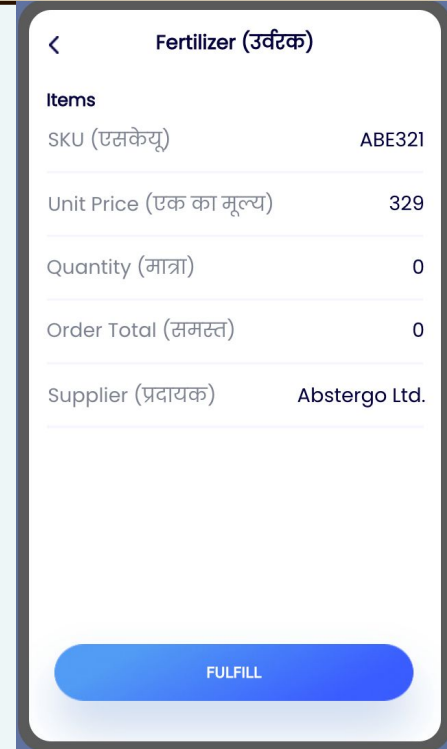 Fertilizer (उर्वरक)
Items
SKU (एसकेयू) ABE321
Unit Price (एक का मूल्य) 329
Quantity (मात्रा) 0
Order Total (समस्त) 0
Supplier (प्रदायक) Abstergo Ltd.
FULFILL